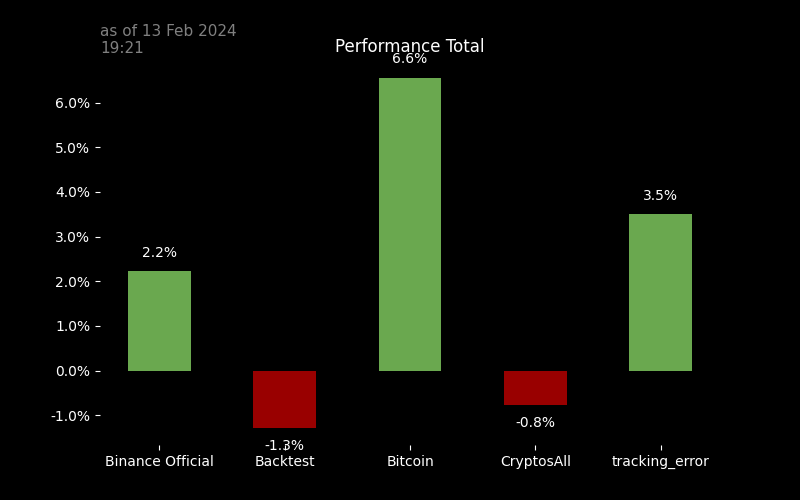 as of 13 Feb 2024
19:21
Performance Total
6.6%
6.0%
5.0%
4.0%
3.5%
3.0%
2.2%
2.0%
1.0%
0.0%
-1.0%
-0.8%
-1.3%
Binance Official
Backtest
Bitcoin
CryptosAll
tracking_error